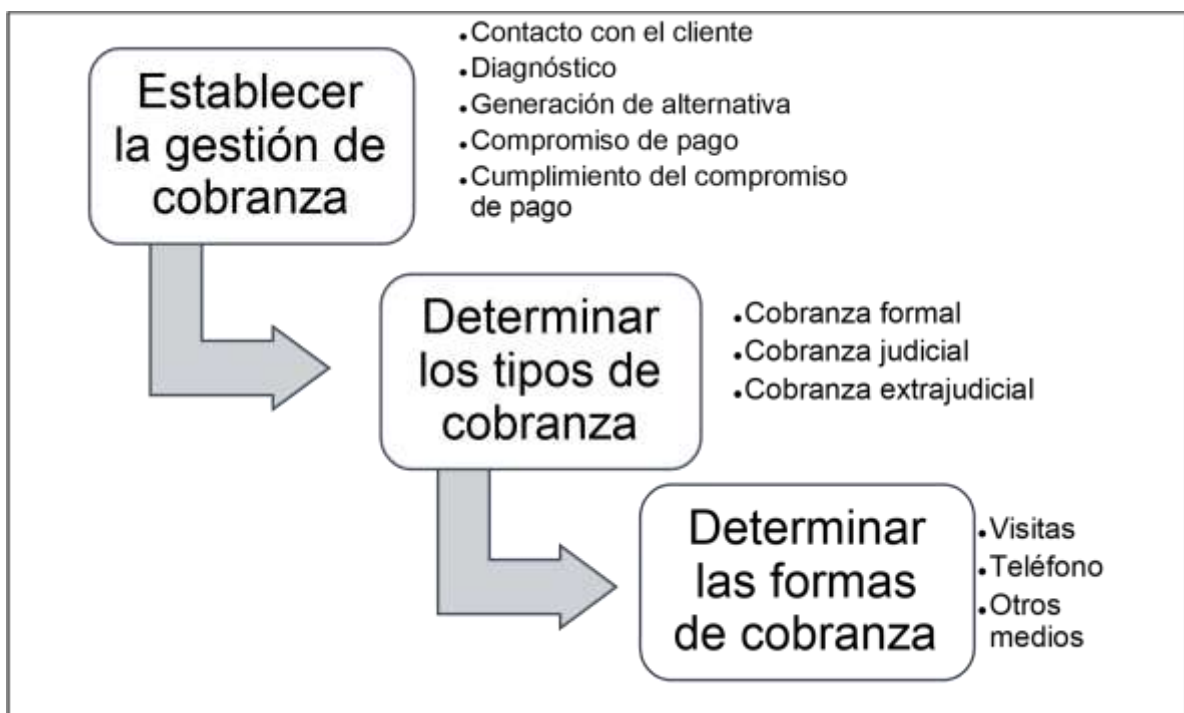 Establecer
la gestión de
cobranza
•Contacto con el cliente
•Diagnóstico
•Generación de alternativa
•Compromiso de pago
•Cumplimiento del compromiso
de pago
Determinar
los tipos de
cobranza
•Cobranza formal
•Cobranza judicial
•Cobranza extrajudicial
Determinar
las formas
de cobranza
•Visitas
•Teléfono
•Otros
medios